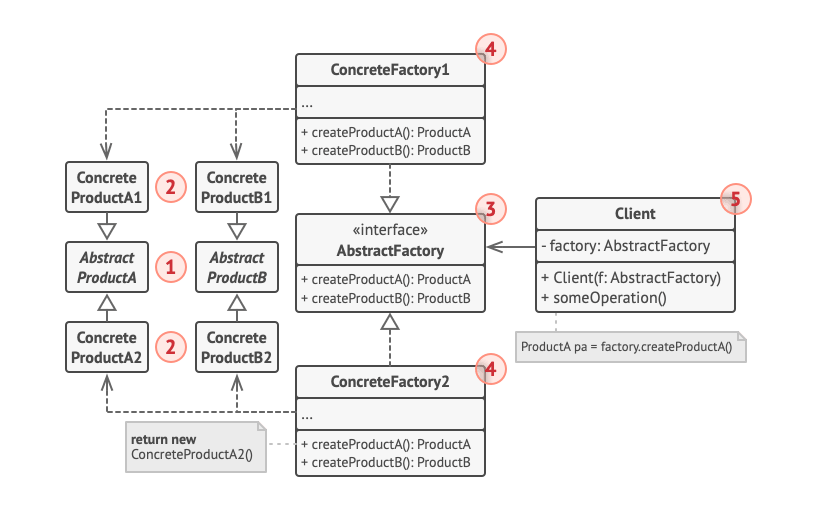 4
ConcreteFactory1
...
+ createProductA(): ProductA
+ createProductB(): ProductB
Concrete
ProductA1
2
Concrete
ProductB1
3
«interface»
AbstractFactory
+ createProductA(): ProductA
+ createProductB(): ProductB
5
Client
- factory: AbstractFactory
+ Client(f: AbstractFactory)
+ someOperation()
Abstract
ProductA
1
Abstract
ProductB
Concrete
ProductA2
2
Concrete
ProductB2
ProductA pa = factory.createProductA()
4
ConcreteFactory2
...
+ createProductA(): ProductA
+ createProductB(): ProductB
return new
ConcreteProductA2()